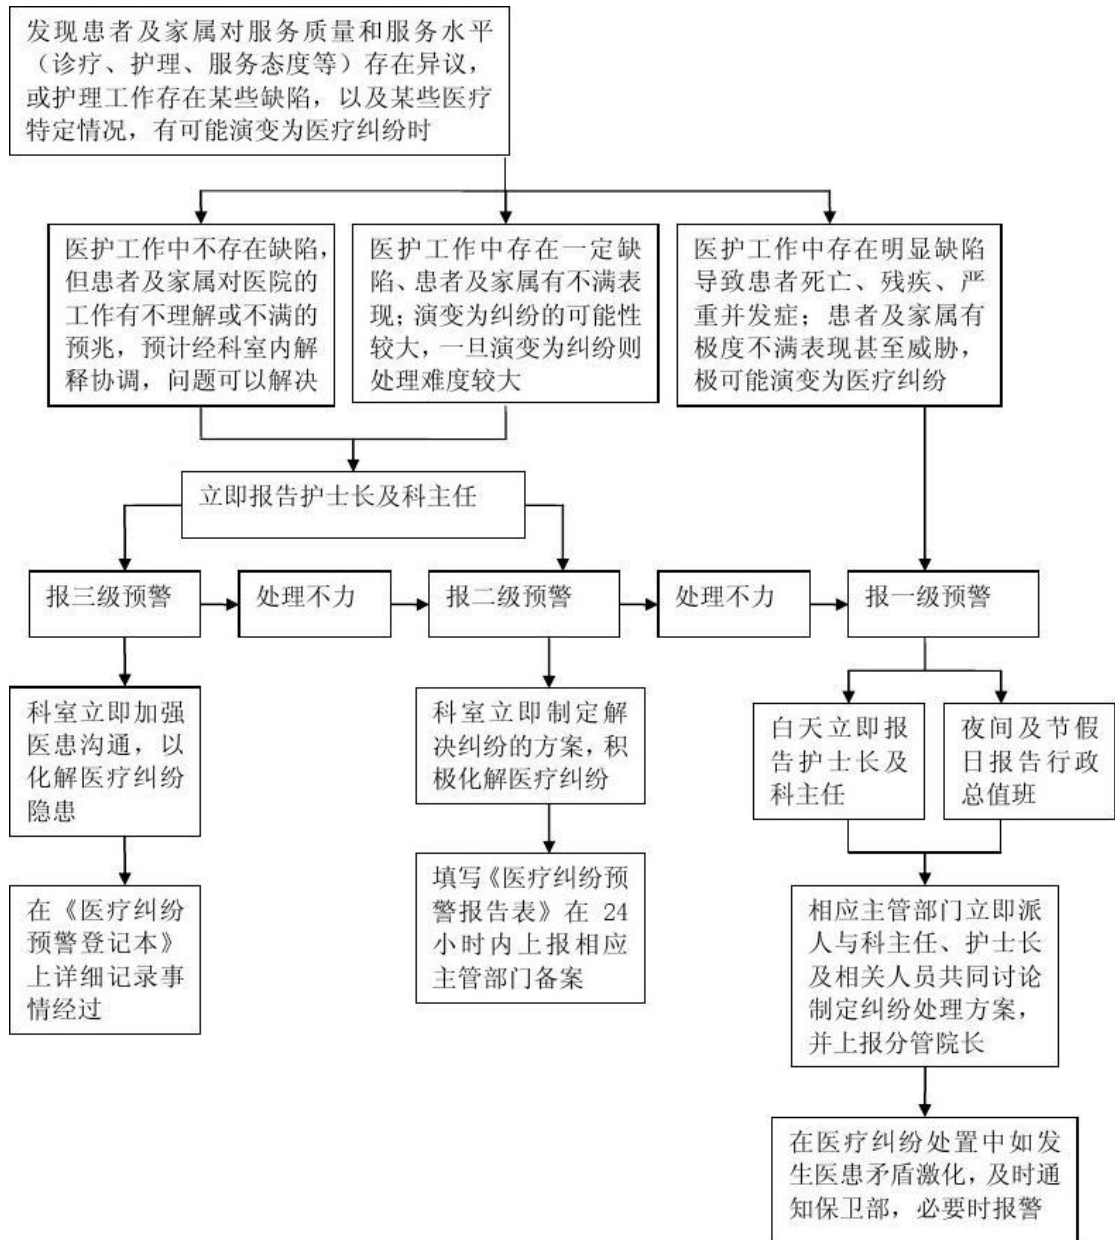 发现患者及家属对服务质量和服务水平
（诊疗、护理、服务态度等）存在异议，
或护理工作存在某些缺陷，以及某些医疗
特定情况，有可能演变为医疗纠纷时
医护工作中不存在缺陷，
但患者及家属对医院的
工作有不理解或不满的
预兆，预计经科室内解
释协调，问题可以解决
医护工作中存在一定缺
陷、患者及家属有不满表
现；演变为纠纷的可能性
较大，一旦演变为纠纷则
处理难度较大
医护工作中存在明显缺陷
导致患者死亡、残疾、严
重并发症；患者及家属有
极度不满表现甚至威胁，
极可能演变为医疗纠纷
立即报告护士长及科主任
报三级预警
处理不力
报二级预警
处理不力
报一级预警
科室立即加强
医患沟通，以
化解医疗纠纷
隐患
科室立即制定解
决纠纷的方案，积
极化解医疗纠纷
白天立即报
告护士长及
科主任
夜间及节假
日报告行政
总值班
在《医疗纠纷
预警登记本》
上详细记录事
情经过
填写《医疗纠纷预
警报告表》在 24
小时内上报相应
主管部门备案
相应主管部门立即派
人与科主任、护士长
及相关人员共同讨论
制定纠纷处理方案，
并上报分管院长
在医疗纠纷处置中如发
生医患矛盾激化，及时通
知保卫部，必要时报警